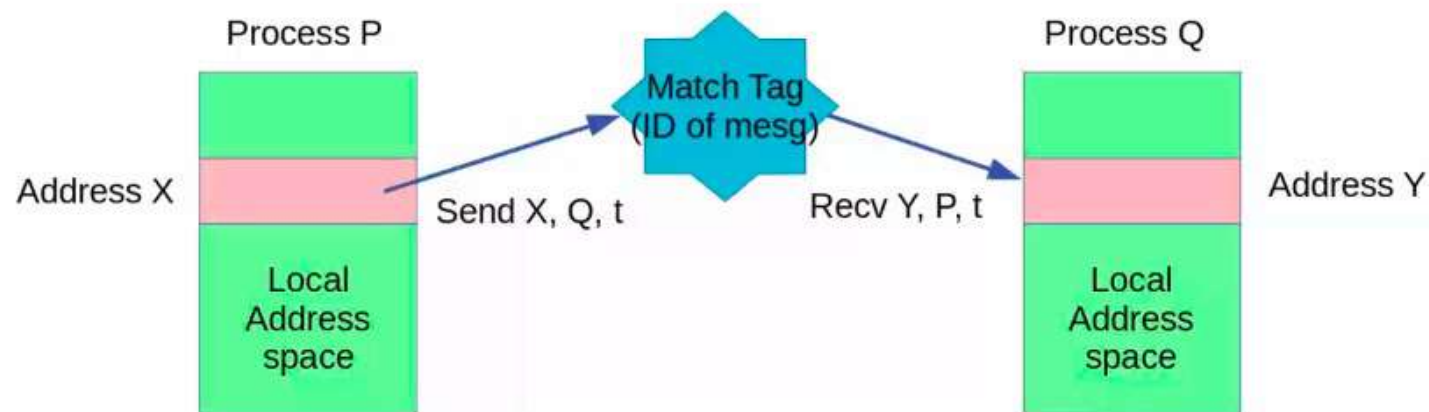 Process P
Process Q
Match Tag
(ID of mesg)
Address X
Send X, Q, t
Recv Y, P, t
Address Y
Local
Address
space
Local
Address
space